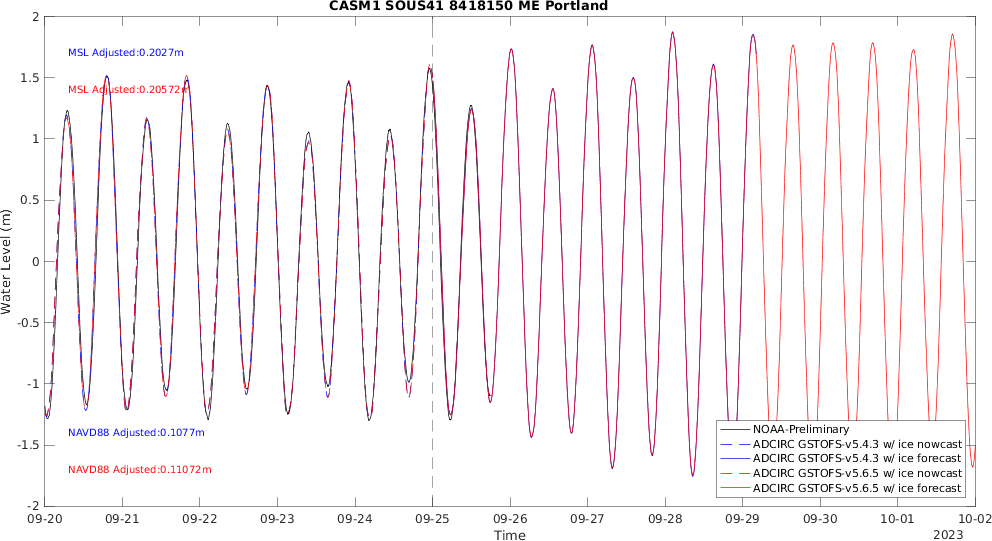 CASM1 SOUS41 8418150 ME Portland
2
MSL Adjusted:0.2027m
1.5
MSL Adjusted:0.20572m
1
0.5
0
-0.5
-1
NAVD88 Adjusted:0.1077m
-1.5
NAVD88 Adjusted:0.11072m
-2
Water Level (m)
NOAA-Preliminary
ADCIRC GSTOFS-v5.4.3 w/ ice nowcast
ADCIRC GSTOFS-v5.4.3 w/ ice forecast
ADCIRC GSTOFS-v5.6.5 w/ ice nowcast
ADCIRC GSTOFS-v5.6.5 w/ ice forecast
09-20 09-21 09-22 09-23 09-24 09-25 09-26 09-27 09-28 09-29 09-30 10-01 10-02
Time
2023